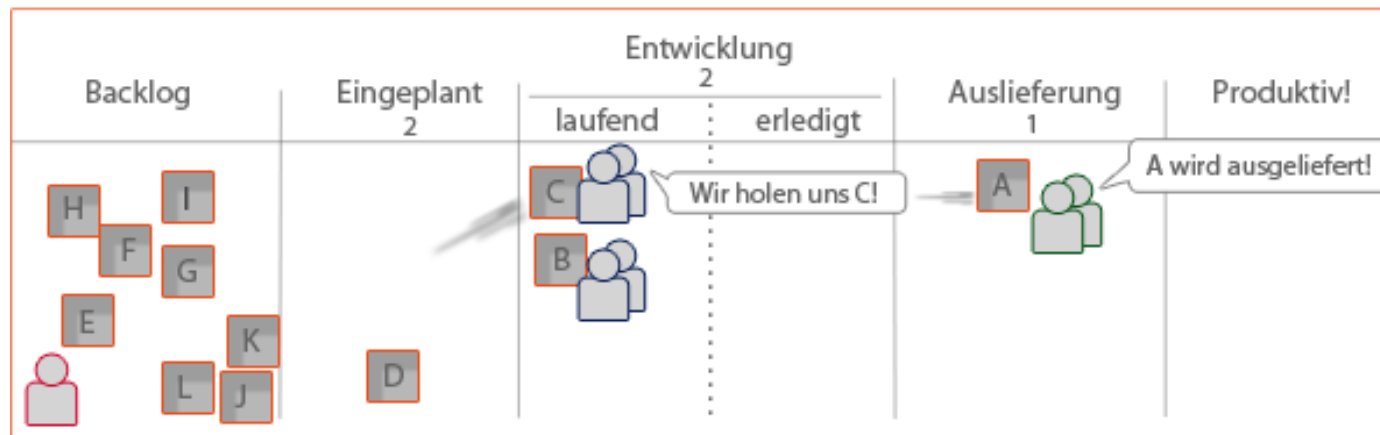 Entwicklung
2
Backlog
Eingeplant
2
Auslieferung
1
Produktiv!
laufend
erledigt
A wird ausgeliefert!
C
Wir holen uns C!
A
H
I
F
B
G
E
K
D
L
J